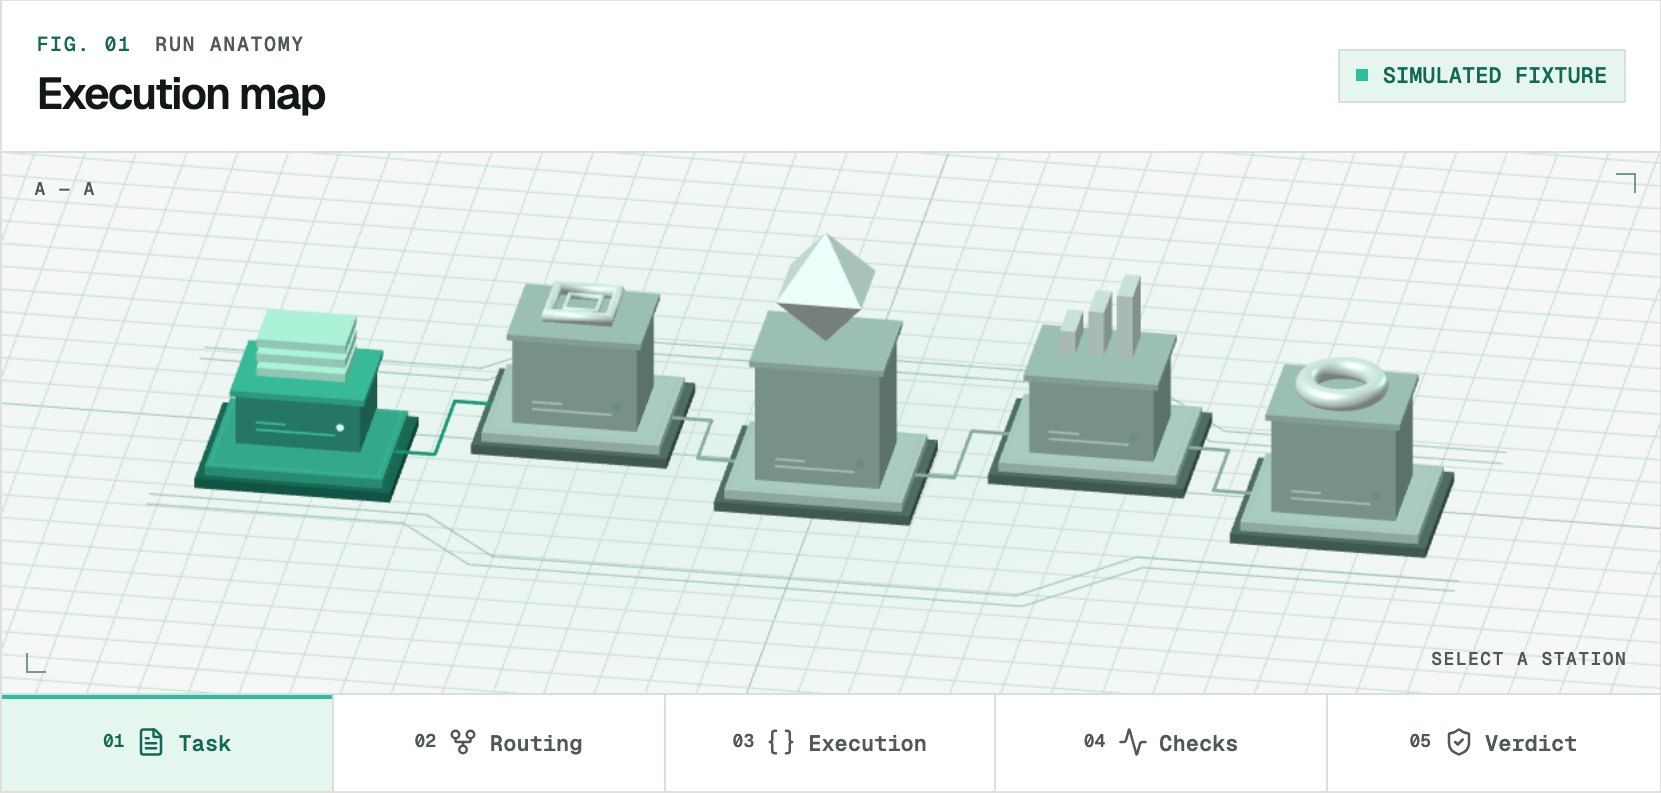 FIG. 01 RUN ANATOMY
Execution map
SIMULATED FIXTURE
A — A
SELECT A STATION
01 Task
02 Routing
03 Execution
04 Checks
05 Verdict